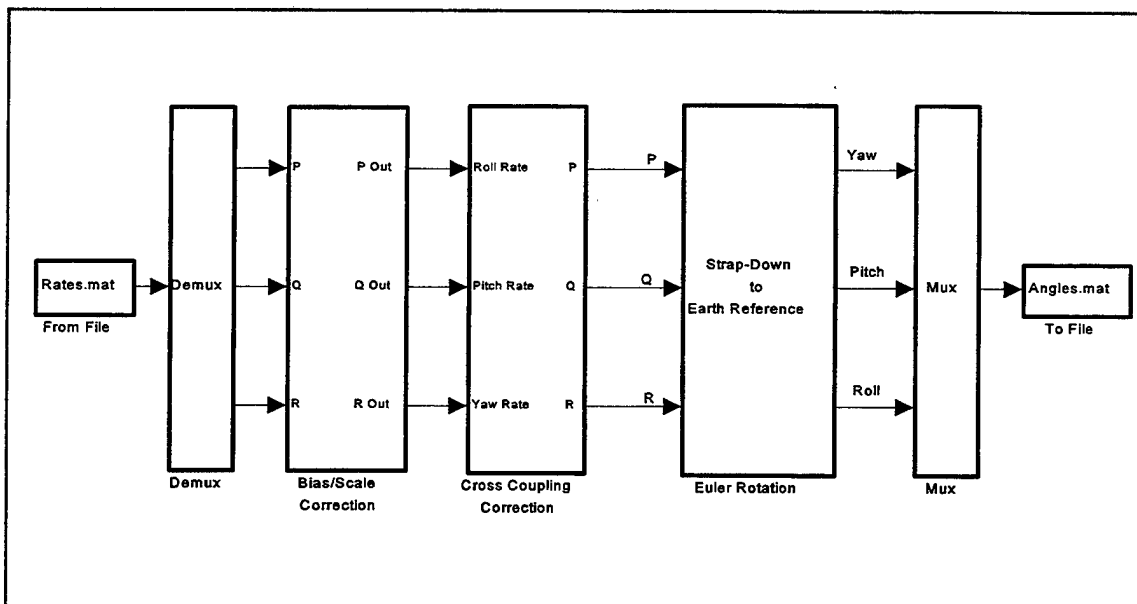 P
P Out
Roll Rate
P
P
Yaw
Rates.mat
From File
Demux
Q
Q Out
Pitch Rate
Q
Q
Strap-Down
to
Earth Reference
Pitch
Mux
Angles.mat
To File
R
R Out
Yaw Rate
R
R
Roll
Demux
Bias/Scale
Correction
Cross Coupling
Correction
Euler Rotation
Mux